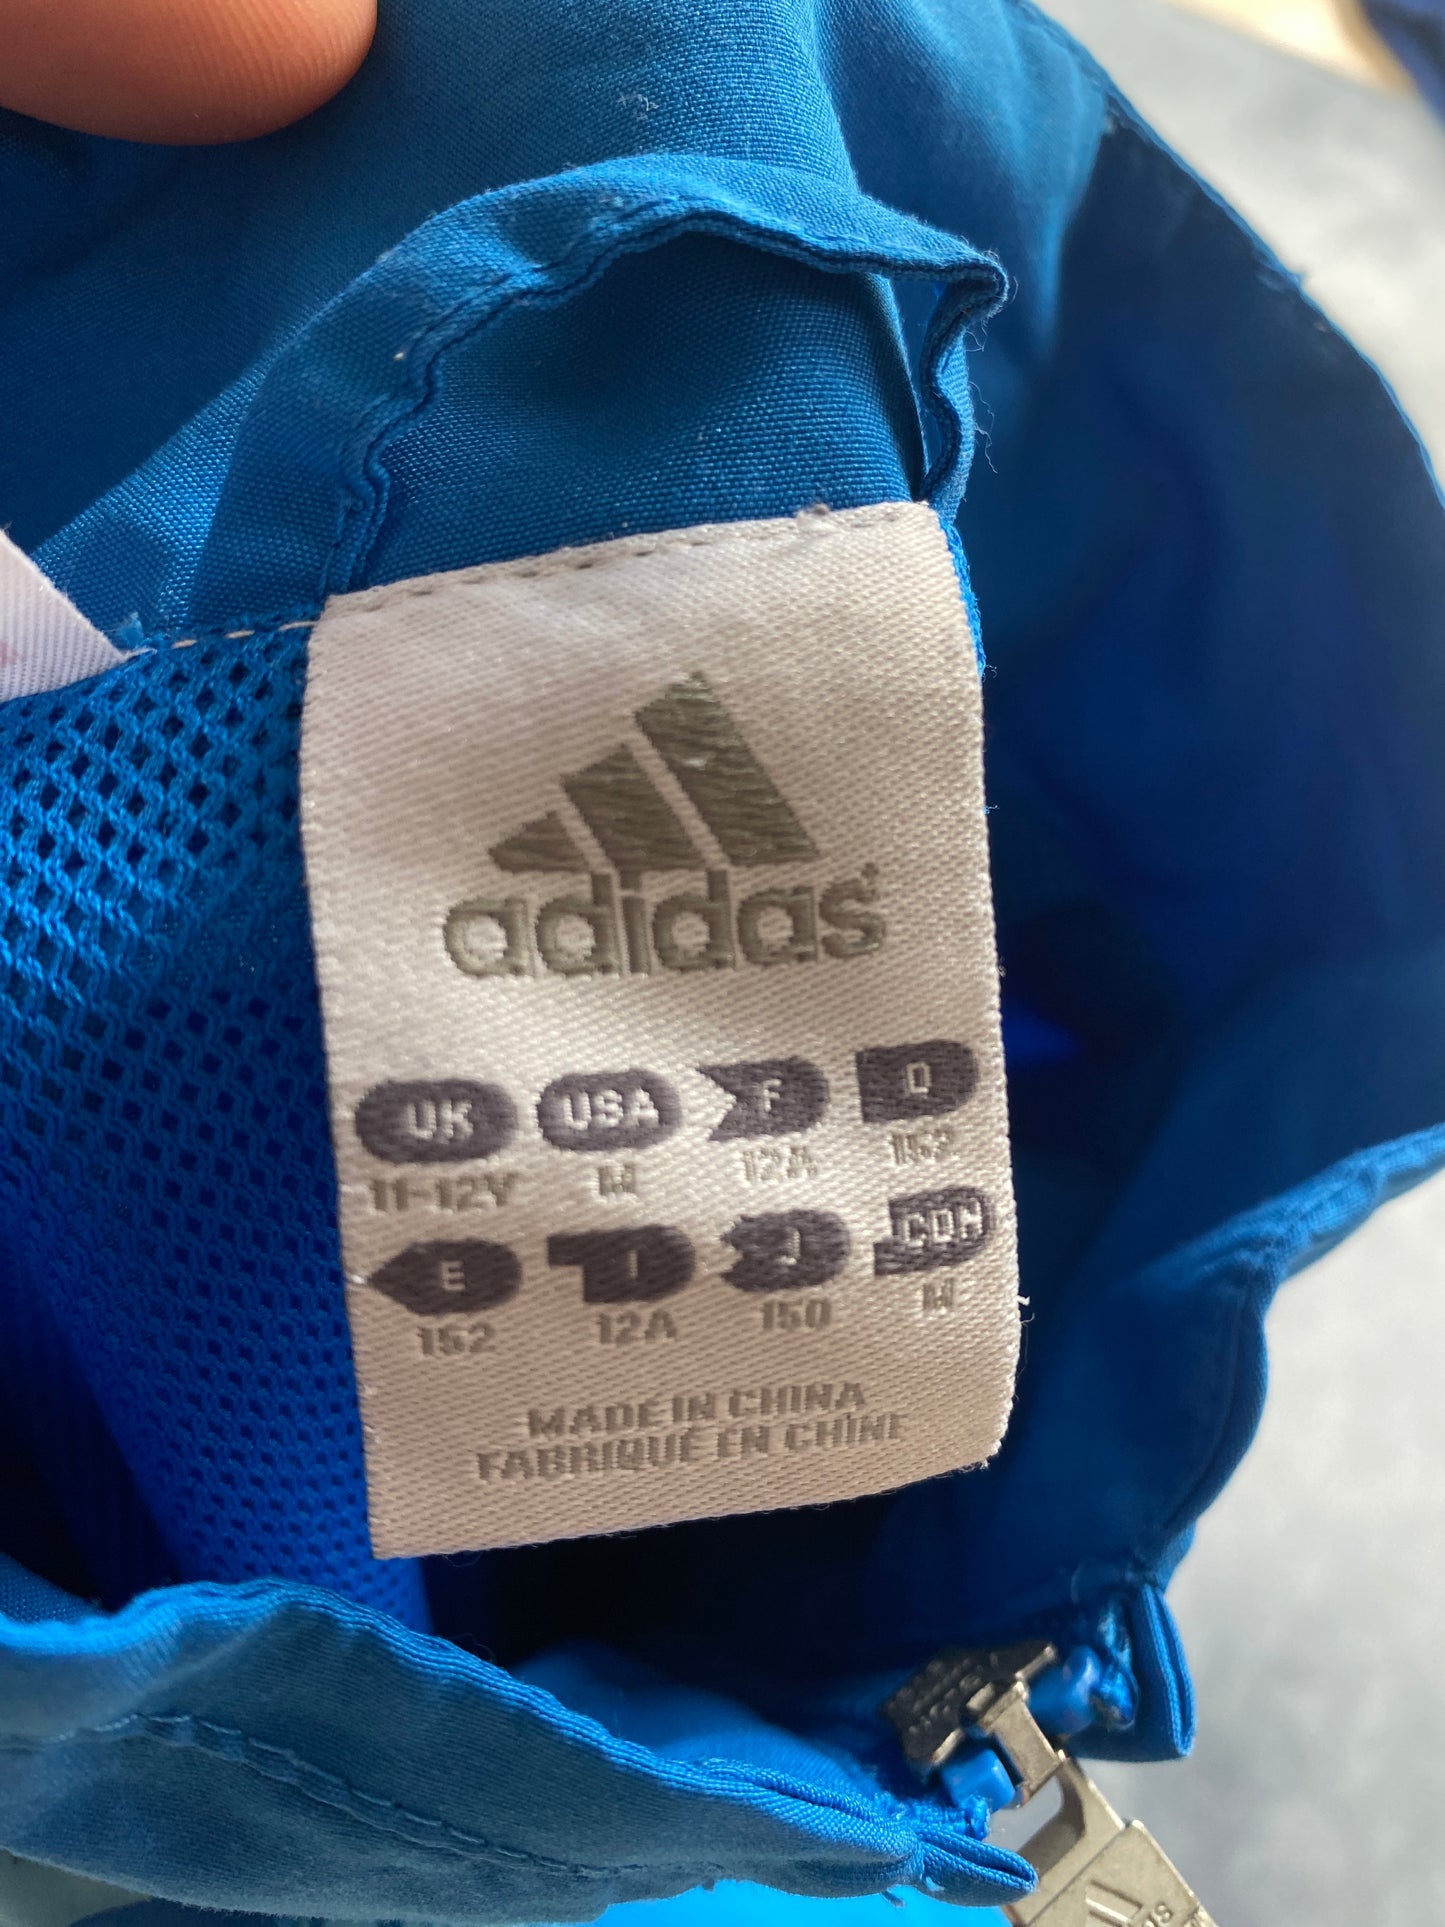 adidas
UK USA F D
11-12Y M 12A 152
E I J CDN
152 12A 150 M
MADE IN CHINA
FABRIQUÉ EN CHINE